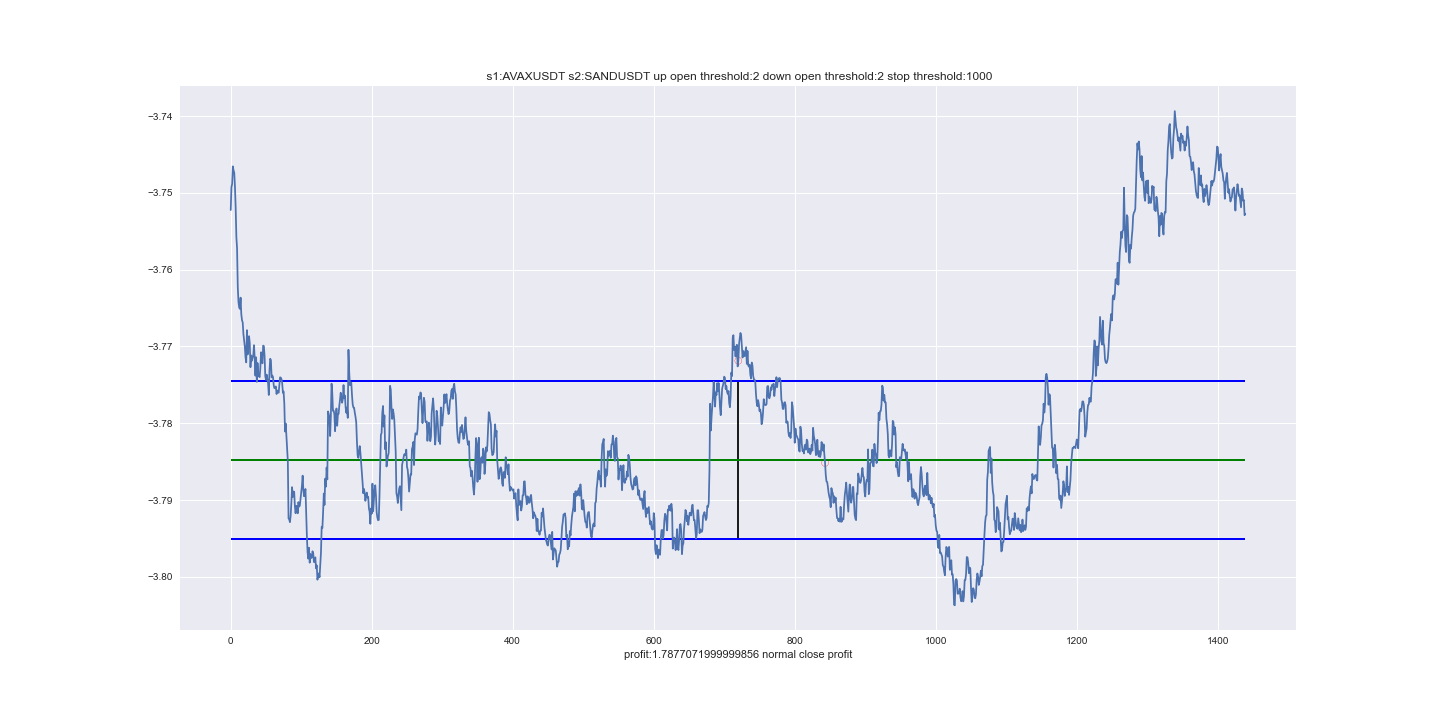 s1:AVAXUSDT s2:SANDUSDT up open threshold:2 down open threshold:2 stop threshold:1000
−3.74
−3.75
−3.76
−3.77
−3.78
−3.79
−3.80
0 200 400 600 800 1000 1200 1400
profit:1.7877071999999856 normal close profit